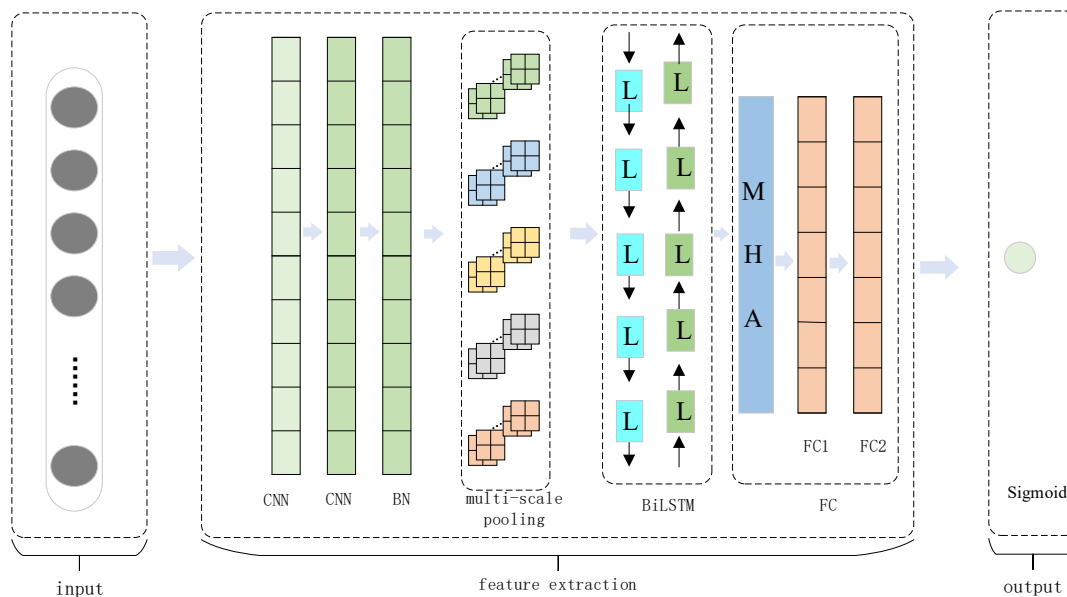 L
L
L
L
L
L
L
L
L
L
M
H
A
FC1
FC2
CNN
CNN
BN
multi-scale
pooling
BiLSTM
FC
Sigmoid
input
feature extraction
output